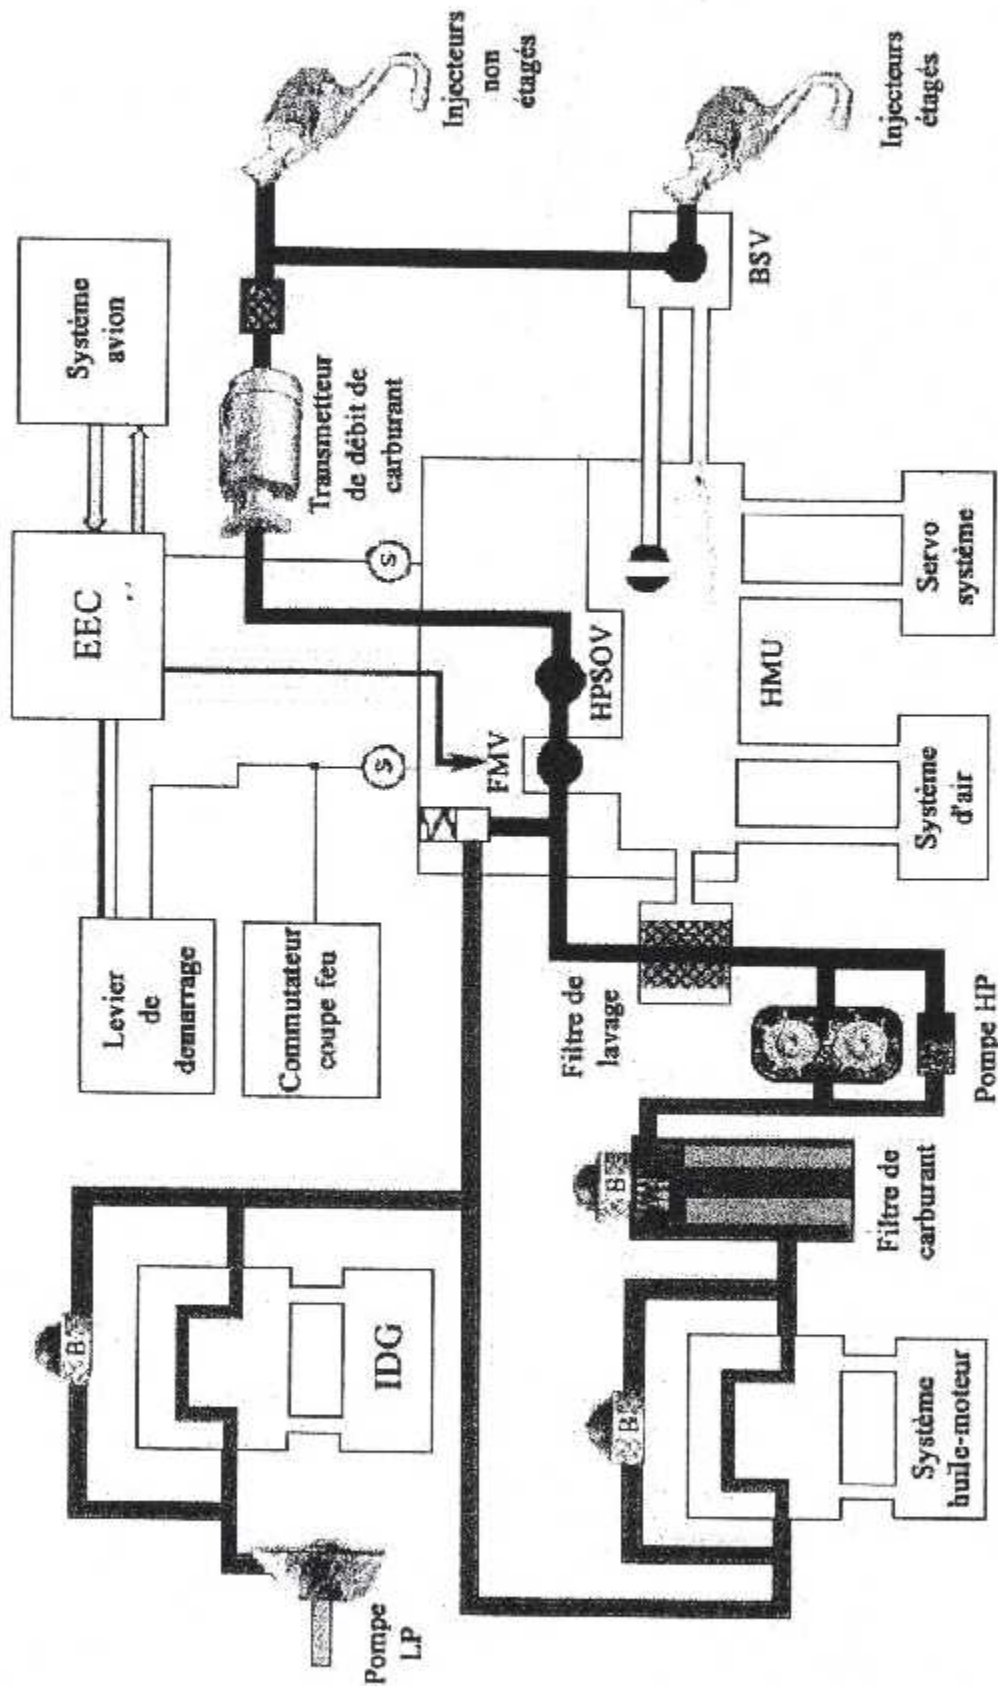 Système
avion
EEC
Levier
de
demarrage
Commutateur
coupe feu
S
S
Injecteurs
non
étagés
Transmetteur
de débit de
carburant
B
IDG
Pompe
LP
FMV
HPSOV
BSV
Injecteurs
étagés
HMU
Servo
système
Système
d'air
Filtre de
lavage
Pompe HP
B
Filtre de
carburant
B
Système
huile-moteur